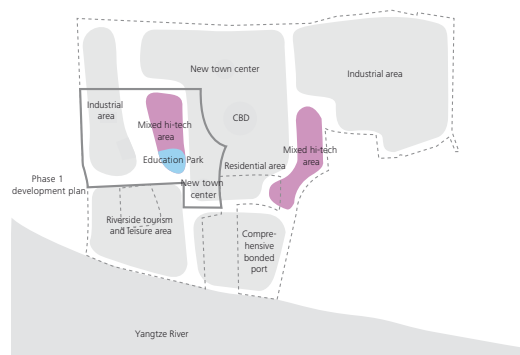 New town center
Industrial area
Industrial
area
CBD
Mixed hi-tech
area
Mixed hi-tech
area
Education Park
Residential area
Phase 1
development plan
New town
center
Riverside tourism
and leisure area
Compre-
hensive
bonded
port
Yangtze River